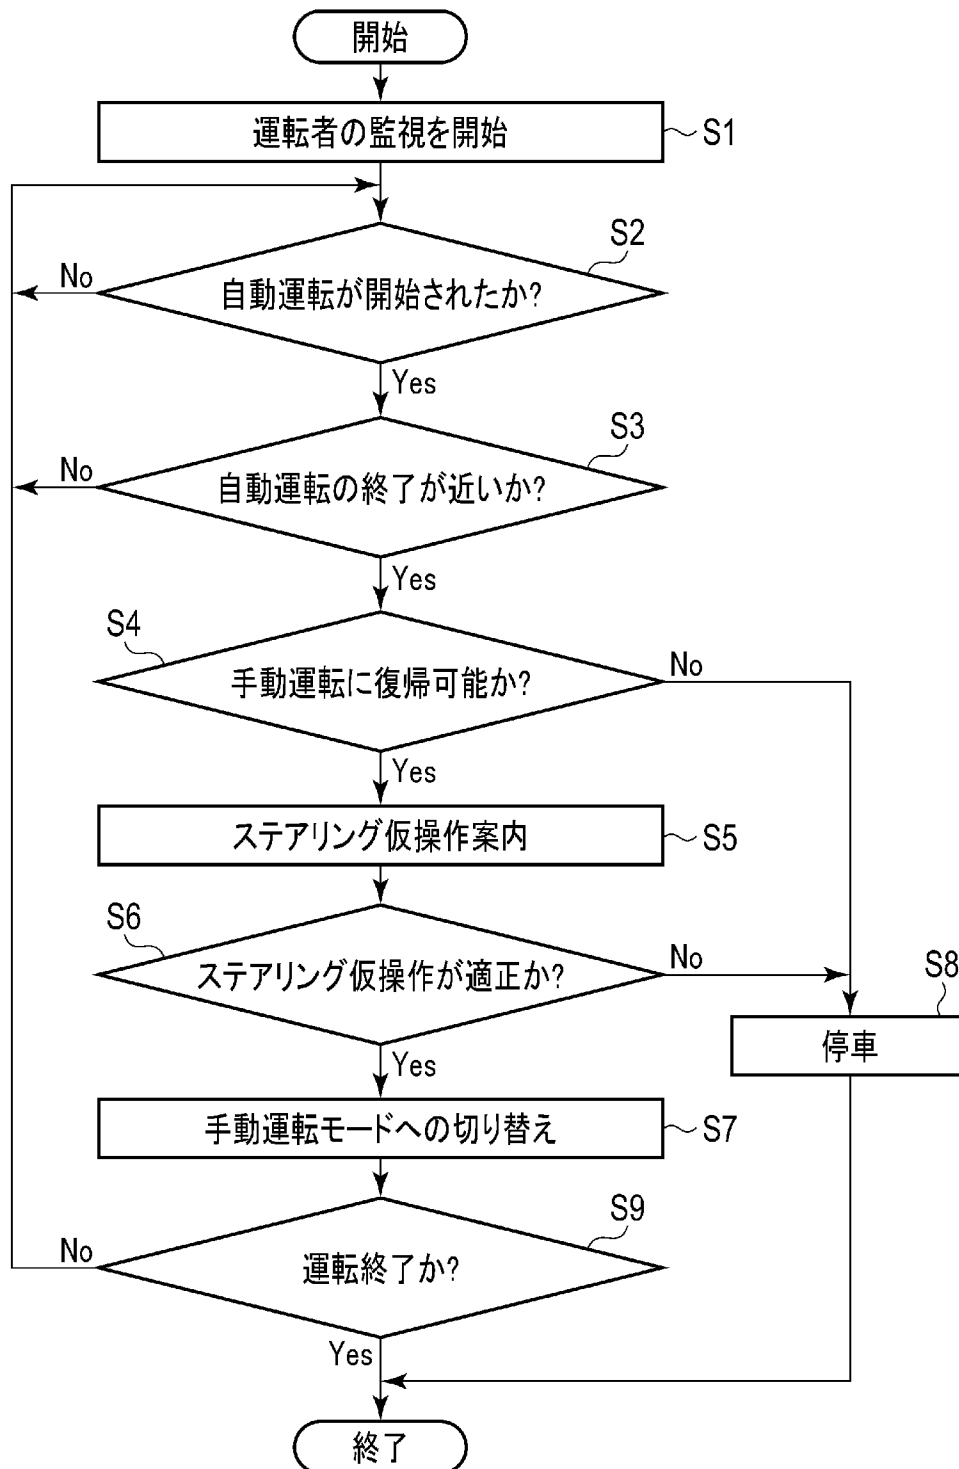 開始
運転者の監視を開始
S1
S2
自動運転が開始されたか?
No
Yes
S3
自動運転の終了が近いか?
No
Yes
S4
手動運転に復帰可能か?
No
Yes
ステアリング仮操作案内
S5
S6
ステアリング仮操作が適正か?
No
Yes
S8
停車
手動運転モードへの切り替え
S7
S9
運転終了か?
No
Yes
終了